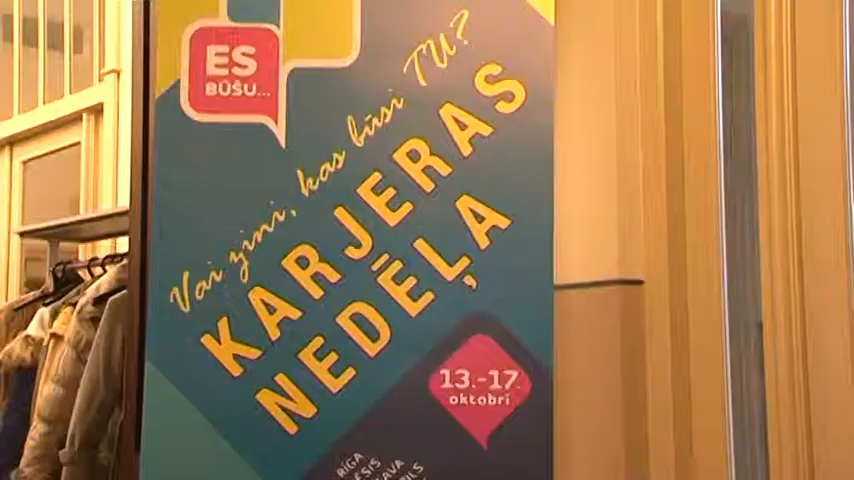 ES
BŪŠU...
Vai zini, kas būsi TU?
KARJERAS
NEDĒĻA
13.-17.
oktobrī
RĪGA